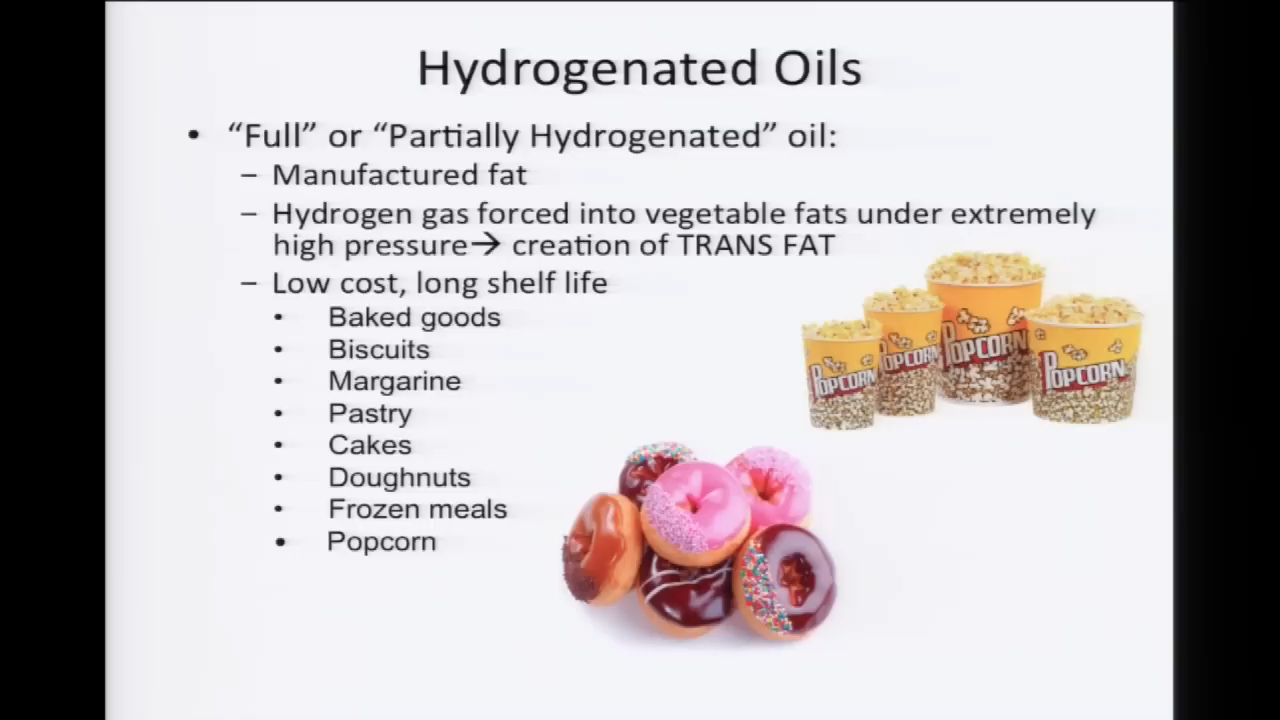 Hydrogenated Oils
• “Full” or “Partially Hydrogenated” oil:
– Manufactured fat
– Hydrogen gas forced into vegetable fats under extremely
high pressure→ creation of TRANS FAT
– Low cost, long shelf life
• Baked goods
• Biscuits
• Margarine
• Pastry
• Cakes
• Doughnuts
• Frozen meals
• Popcorn
POPCORN
POPCORN
POPCORN
POPCORN